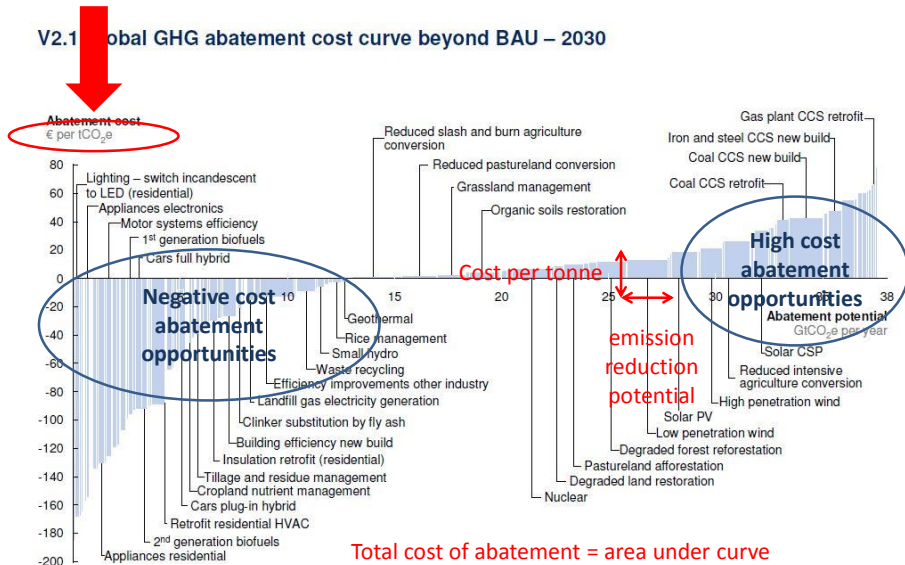 V2.1 obal GHG abatement cost curve beyond BAU – 2030
Abatement cost
€ per tCO2e
80
60
40
20
0
-20
-40
-60
-80
-100
-120
-140
-160
-180
-200
Lighting – switch incandescent
to LED (residential)
Appliances electronics
Motor systems efficiency
1st generation biofuels
Cars full hybrid
Reduced slash and burn agriculture
conversion
Reduced pastureland conversion
Grassland management
Organic soils restoration
Gas plant CCS retrofit
Iron and steel CCS new build
Coal CCS new build
Coal CCS retrofit
Negative cost
abatement
opportunities
Cost per tonne
High cost
abatement
opportunities
10
15
20
25
30
38
Abatement potential
GtCO2e per year
emission
reduction
potential
Geothermal
Rice management
Small hydro
Waste recycling
Efficiency improvements other industry
Landfill gas electricity generation
Clinker substitution by fly ash
Building efficiency new build
Insulation retrofit (residential)
Tillage and residue management
Cropland nutrient management
Cars plug-in hybrid
Retrofit residential HVAC
2nd generation biofuels
Appliances residential
Solar CSP
Reduced intensive
agriculture conversion
High penetration wind
Solar PV
Low penetration wind
Degraded forest reforestation
Pastureland afforestation
Degraded land restoration
Nuclear
Total cost of abatement = area under curve